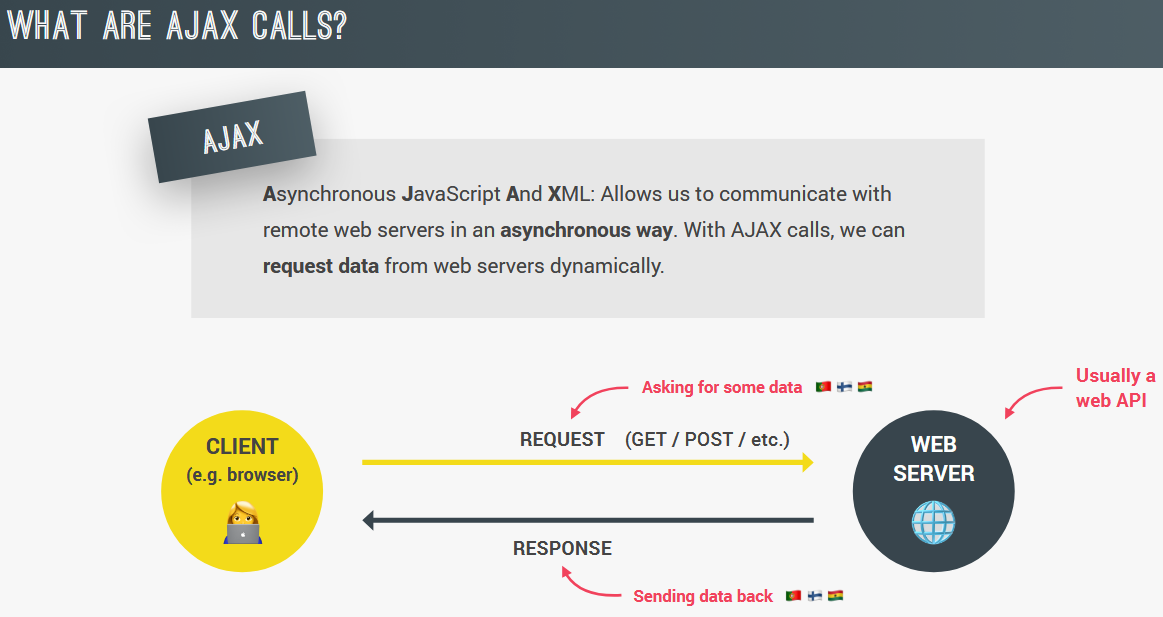 WHAT ARE AJAX CALLS?
AJAX
Asynchronous JavaScript And XML: Allows us to communicate with
remote web servers in an asynchronous way. With AJAX calls, we can
request data from web servers dynamically.
Asking for some data
Usually a
web API
CLIENT
(e.g. browser)
REQUEST (GET / POST / etc.)
WEB
SERVER
RESPONSE
Sending data back